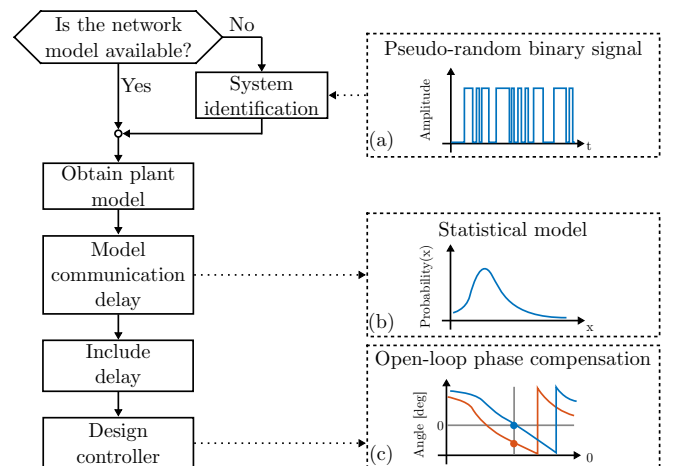 Is the network
model available?
No
Yes
System
identification
Obtain plant
model
Model
communication
delay
Include
delay
Design
controller
Pseudo-random binary signal
Amplitude
t
(a)
Statistical model
Probability(x)
x
(b)
Open-loop phase compensation
Angle [deg]
0
0
(c)